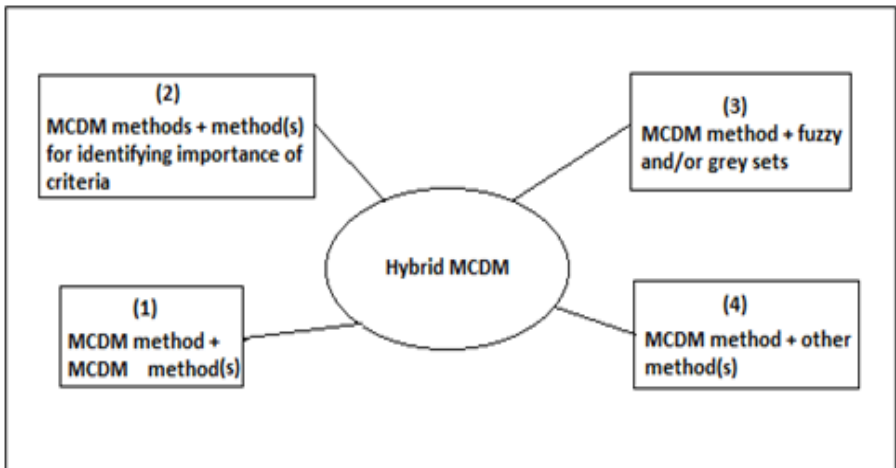 (2)
MCDM methods + method(s)
for identifying importance of
criteria
(3)
MCDM method + fuzzy
and/or grey sets
Hybrid MCDM
(1)
MCDM method +
MCDM method(s)
(4)
MCDM method + other
method(s)